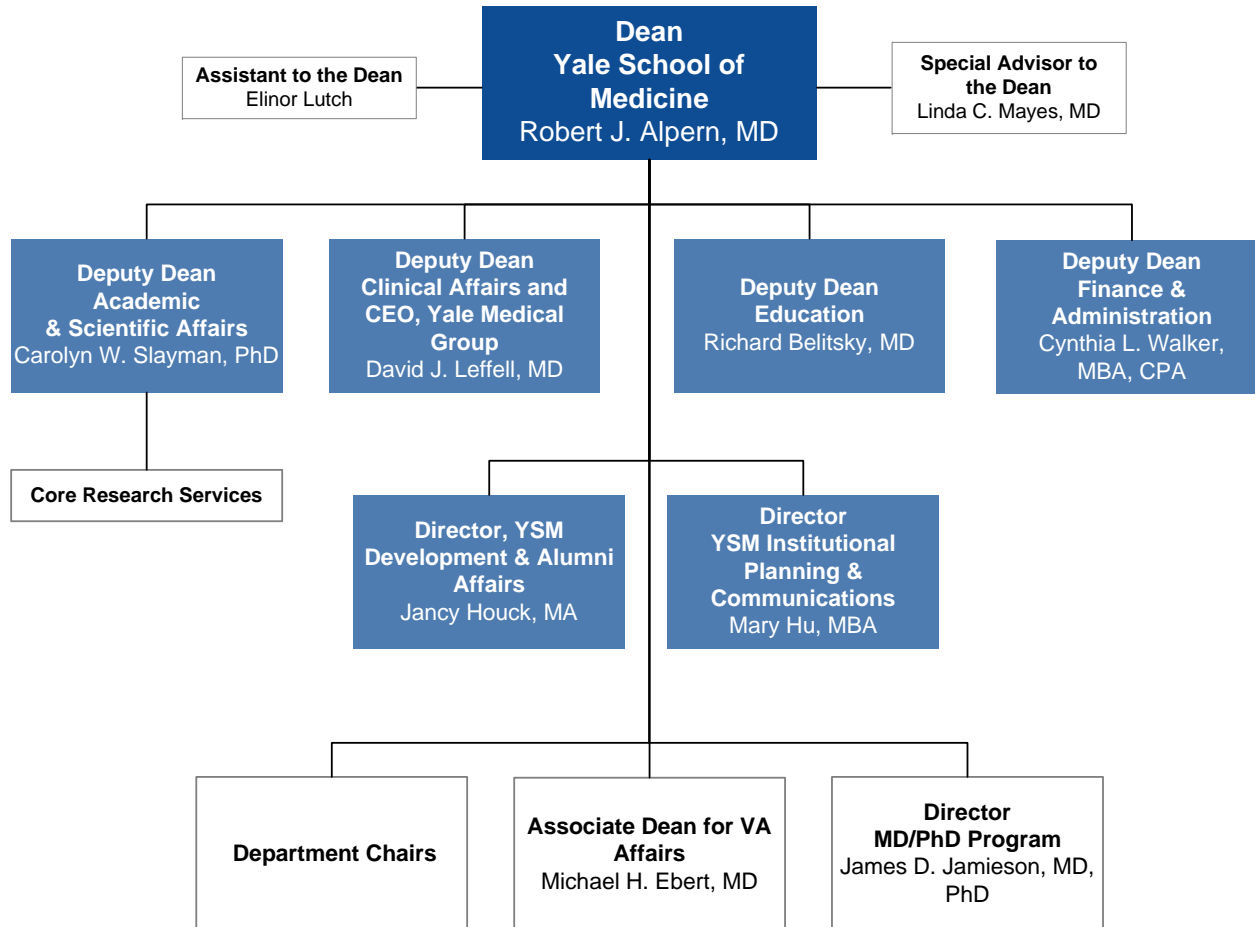 Dean
Yale School of
Medicine
Robert J. Alpern, MD
Assistant to the Dean
Elinor Lutch
Special Advisor to
the Dean
Linda C. Mayes, MD
Deputy Dean
Academic
& Scientific Affairs
Carolyn W. Slayman, PhD
Deputy Dean
Clinical Affairs and
CEO, Yale Medical
Group
David J. Leffell, MD
Deputy Dean
Education
Richard Belitsky, MD
Deputy Dean
Finance &
Administration
Cynthia L. Walker,
MBA, CPA
Core Research Services
Director, YSM
Development & Alumni
Affairs
Jancy Houck, MA
Director
YSM Institutional
Planning &
Communications
Mary Hu, MBA
Department Chairs
Associate Dean for VA
Affairs
Michael H. Ebert, MD
Director
MD/PhD Program
James D. Jamieson, MD,
PhD